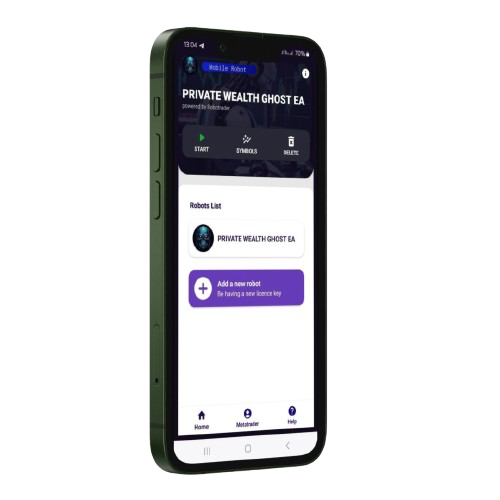 13:04
70%
Mobile Robot
PRIVATE WEALTH GHOST EA
powered by Robotrader
START
SYMBOLS
DELETE
Robots List
PRIVATE WEALTH GHOST EA
Add a new robot
Be having a new licence key
Home
Metatrader
Help